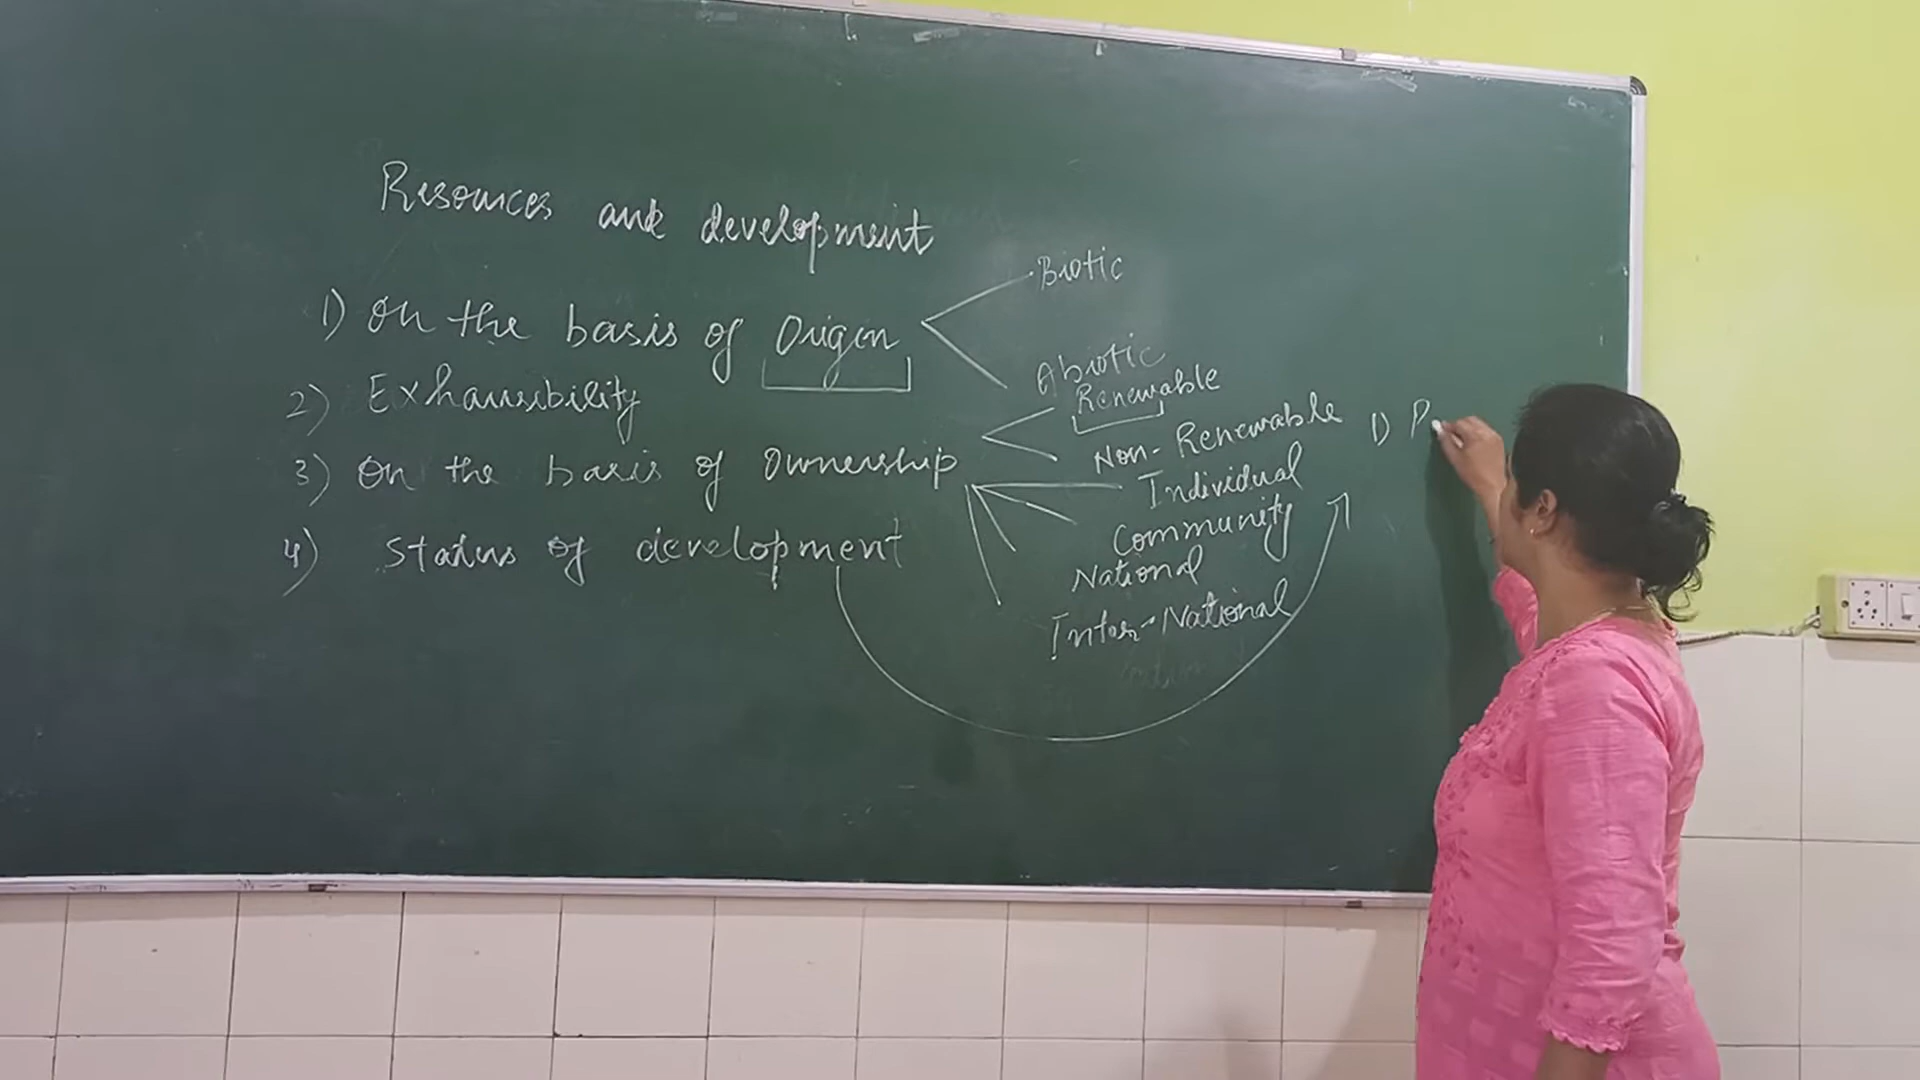 Resources and development
1) On the basis of Origin
Biotic
Abiotic
2) Exhausibility
Renewable
Non-Renewable
3) On the basis of Ownership
Individual
Community
National
Inter-National
4) Status of development
1) P